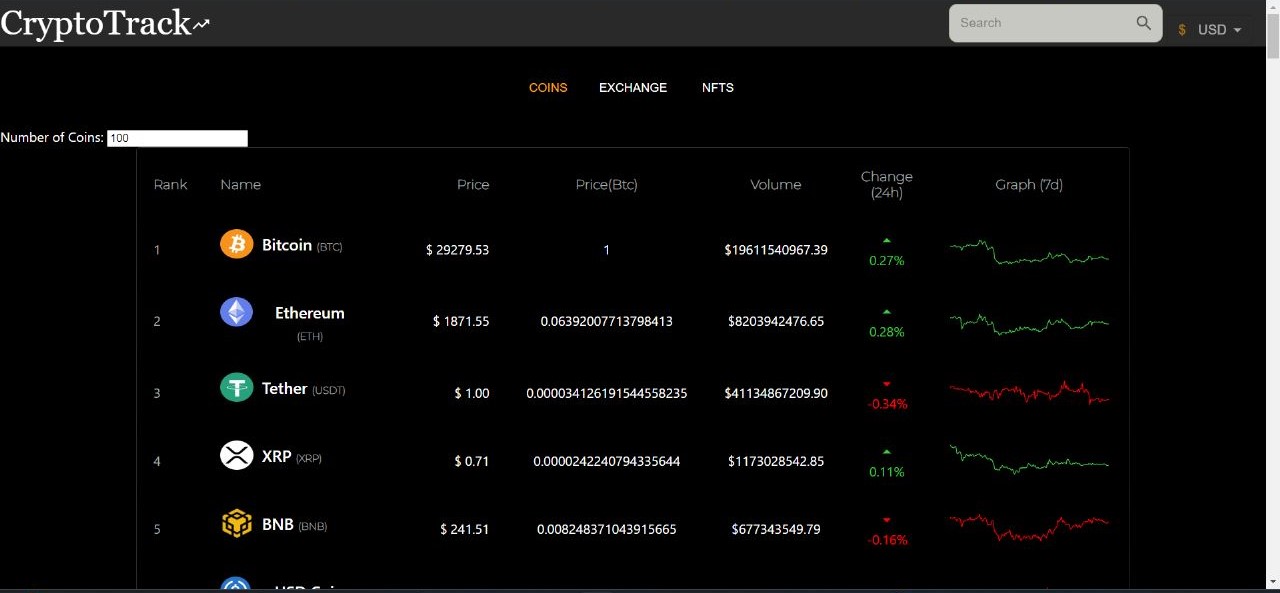 CryptoTrack
Search
$ USD
COINS EXCHANGE NFTS
Number of Coins: 100
Rank Name Price Price(Btc) Volume Change (24h) Graph (7d)
1 Bitcoin (BTC) $ 29279.53 1 $19611540967.39 0.27%
2 Ethereum (ETH) $ 1871.55 0.06392007713798413 $8203942476.65 0.28%
3 Tether (USDT) $ 1.00 0.000034126191544558235 $41134867209.90 -0.34%
4 XRP (XRP) $ 0.71 0.0000242240794335644 $1173028542.85 0.11%
5 BNB (BNB) $ 241.51 0.008248371043915665 $677343549.79 -0.16%